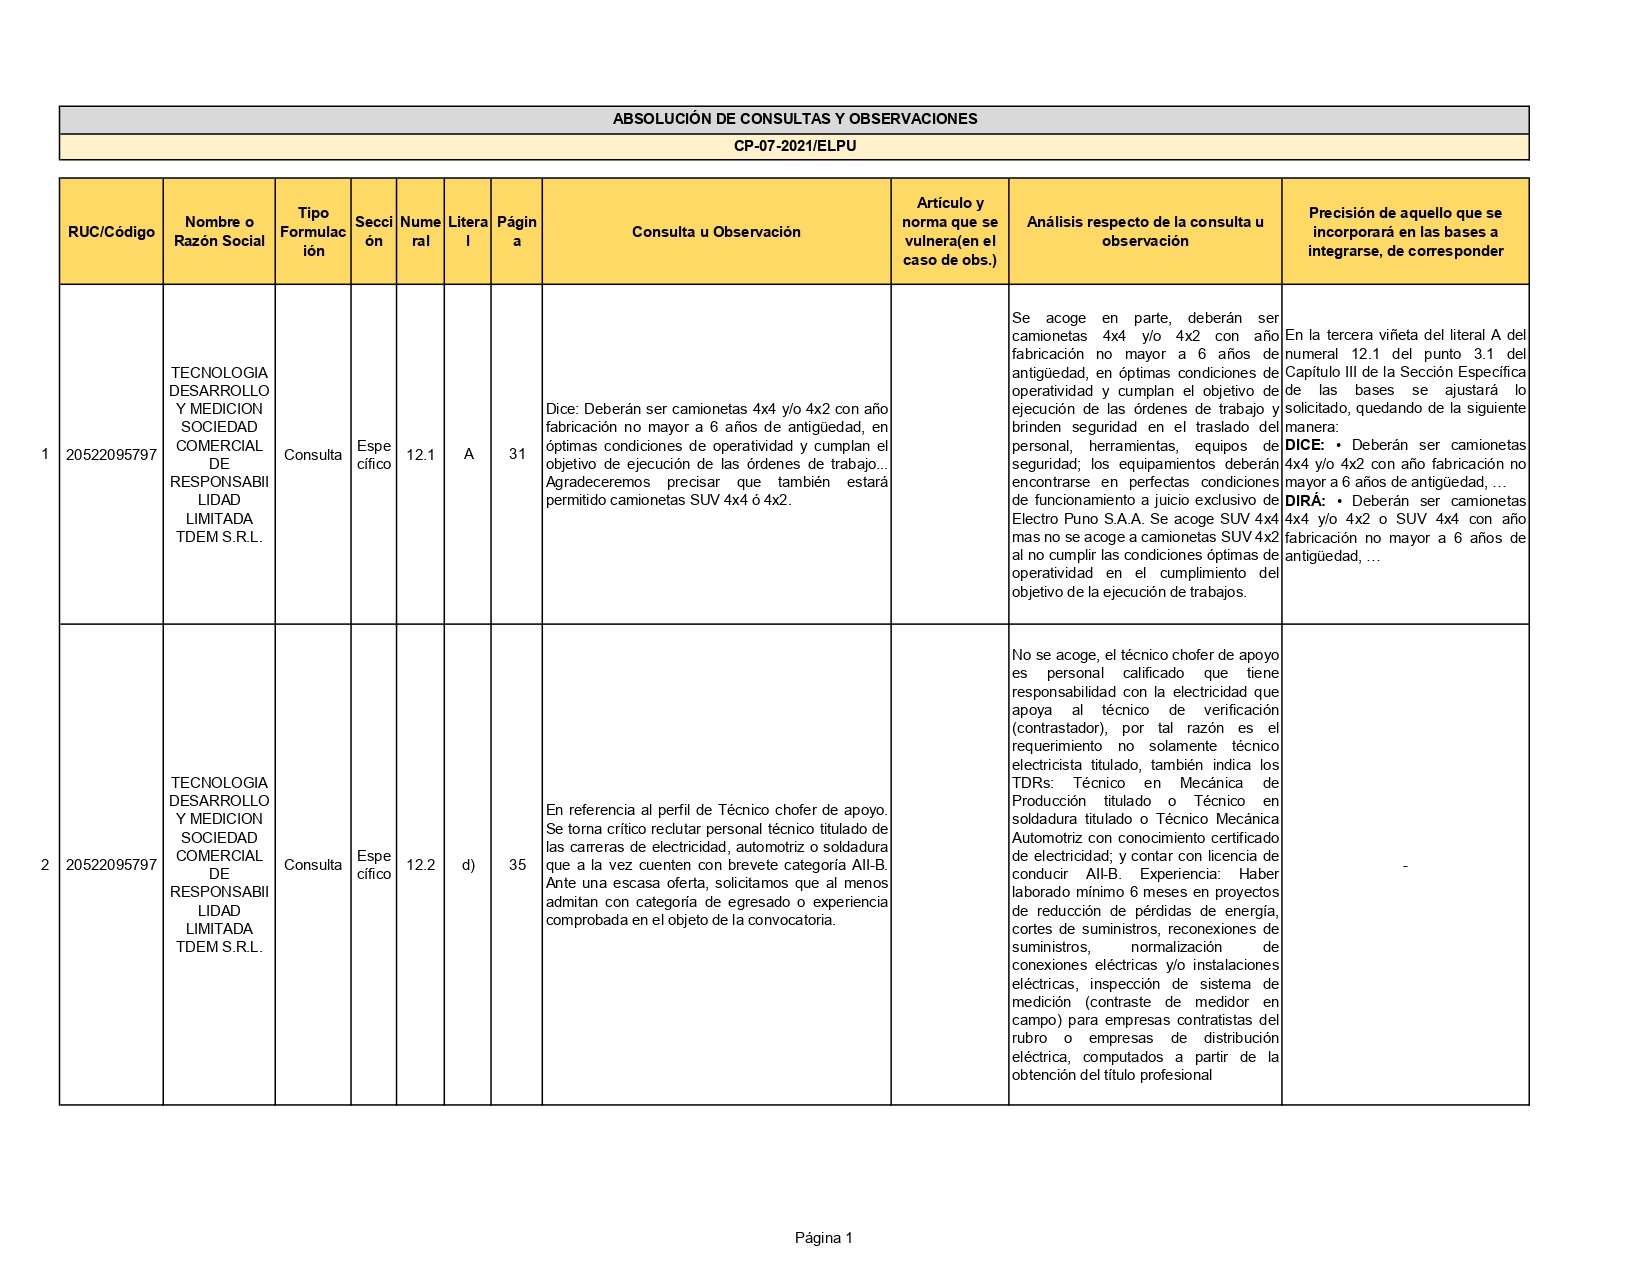 ABSOLUCIÓN DE CONSULTAS Y OBSERVACIONES
CP-07-2021/ELPU
RUC/Código
Nombre o
Razón Social
Tipo
Formulac
ión
Secci
ón
Nume
ral
Litera
l
Págin
a
Consulta u Observación
Artículo y
norma que se
vulnera(en el
caso de obs.)
Análisis respecto de la consulta u
observación
Precisión de aquello que se
incorporará en las bases a
integrarse, de corresponder
1
20522095797
TECNOLOGIA
DESARROLLO
Y MEDICION
SOCIEDAD
COMERCIAL
DE
RESPONSABI
LIDAD
LIMITADA
TDEM S.R.L.
Consulta
Espe
cífico
12.1
A
31
Dice: Deberán ser camionetas 4x4 y/o 4x2 con año
fabricación no mayor a 6 años de antigüedad, en
óptimas condiciones de operatividad y cumplan el
objetivo de ejecución de las órdenes de trabajo...
Agradeceremos precisar que también estará
permitido camionetas SUV 4x4 ó 4x2.
Se acoge en parte, deberán ser
camionetas 4x4 y/o 4x2 con año
fabricación no mayor a 6 años de
antigüedad, en óptimas condiciones de
operatividad y cumplan el objetivo de
ejecución de las órdenes de trabajo y
brinden seguridad en el traslado del
personal, herramientas, equipos de
seguridad; los equipamientos deberán
encontrarse en perfectas condiciones
de funcionamiento a juicio exclusivo de
Electro Puno S.A.A. Se acoge SUV 4x4
mas no se acoge a camionetas SUV 4x2
al no cumplir las condiciones óptimas de
operatividad en el cumplimiento del
objetivo de la ejecución de trabajos.
En la tercera viñeta del literal A del
numeral 12.1 del punto 3.1 del
Capítulo III de la Sección Específica
de las bases se ajustará lo
solicitado, quedando de la siguiente
manera:
DICE: • Deberán ser camionetas
4x4 y/o 4x2 con año fabricación no
mayor a 6 años de antigüedad, …
DIRÁ: • Deberán ser camionetas
4x4 y/o 4x2 o SUV 4x4 con año
fabricación no mayor a 6 años de
antigüedad, …
2
20522095797
TECNOLOGIA
DESARROLLO
Y MEDICION
SOCIEDAD
COMERCIAL
DE
RESPONSABI
LIDAD
LIMITADA
TDEM S.R.L.
Consulta
Espe
cífico
12.2
d)
35
En referencia al perfil de Técnico chofer de apoyo.
Se torna crítico reclutar personal técnico titulado de
las carreras de electricidad, automotriz o soldadura
que a la vez cuenten con brevete categoría AII-B.
Ante una escasa oferta, solicitamos que al menos
admitan con categoría de egresado o experiencia
comprobada en el objeto de la convocatoria.
No se acoge, el técnico chofer de apoyo
es personal calificado que tiene
responsabilidad con la electricidad que
apoya al técnico de verificación
(contrastador), por tal razón es el
requerimiento no solamente técnico
electricista titulado, también indica los
TDRs: Técnico en Mecánica de
Producción titulado o Técnico en
soldadura titulado o Técnico Mecánica
Automotriz con conocimiento certificado
de electricidad; y contar con licencia de
conducir AII-B. Experiencia: Haber
laborado mínimo 6 meses en proyectos
de reducción de pérdidas de energía,
cortes de suministros, reconexiones de
suministros, normalización de
conexiones eléctricas y/o instalaciones
eléctricas, inspección de sistema de
medición (contraste de medidor en
campo) para empresas contratistas del
rubro o empresas de distribución
eléctrica, computados a partir de la
obtención del título profesional
-
Página 1